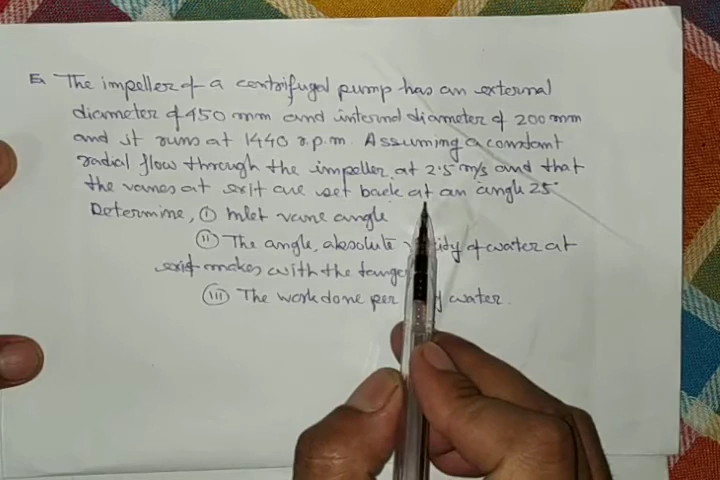 Ex The impeller of a centrifugal pump has an external
diameter of 450 mm and internal diameter of 200 mm
and it runs at 1440 r.p.m. Assuming a constant
radial flow through the impeller at 2.5 m/s and that
the vanes at exit are set back at an angle 25°
Determine, (i) Inlet vane angle
(ii) The angle, absolute of water at
exit makes with the
(iii) The work done per water.